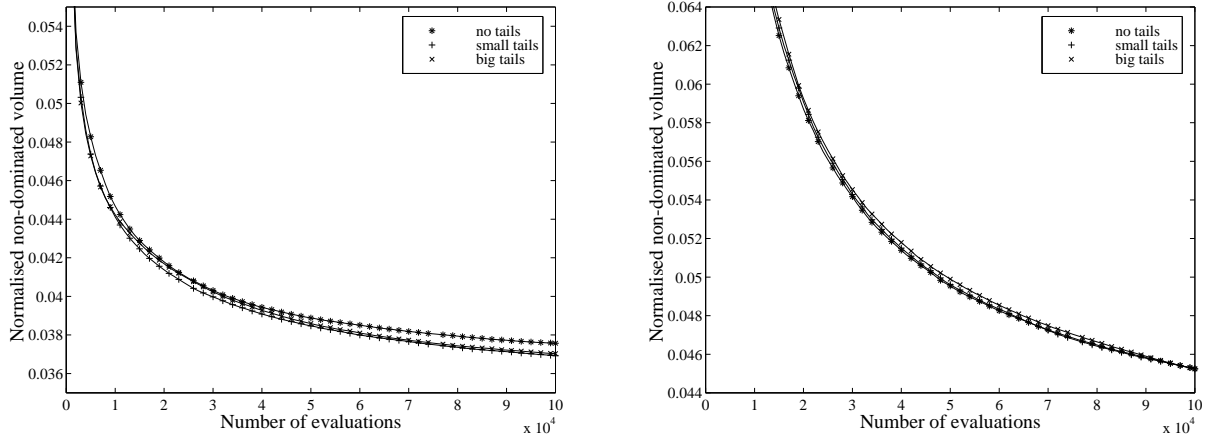 0.054
0.052
0.05
0.048
0.046
0.044
0.042
0.04
0.038
0.036
Normalised non-dominated volume
no tails
small tails
big tails
0 1 2 3 4 5 6 7 8 9 10
x 10^4
Number of evaluations
0.064
0.062
0.06
0.058
0.056
0.054
0.052
0.05
0.048
0.046
0.044
Normalised non-dominated volume
no tails
small tails
big tails
0 1 2 3 4 5 6 7 8 9 10
x 10^4
Number of evaluations